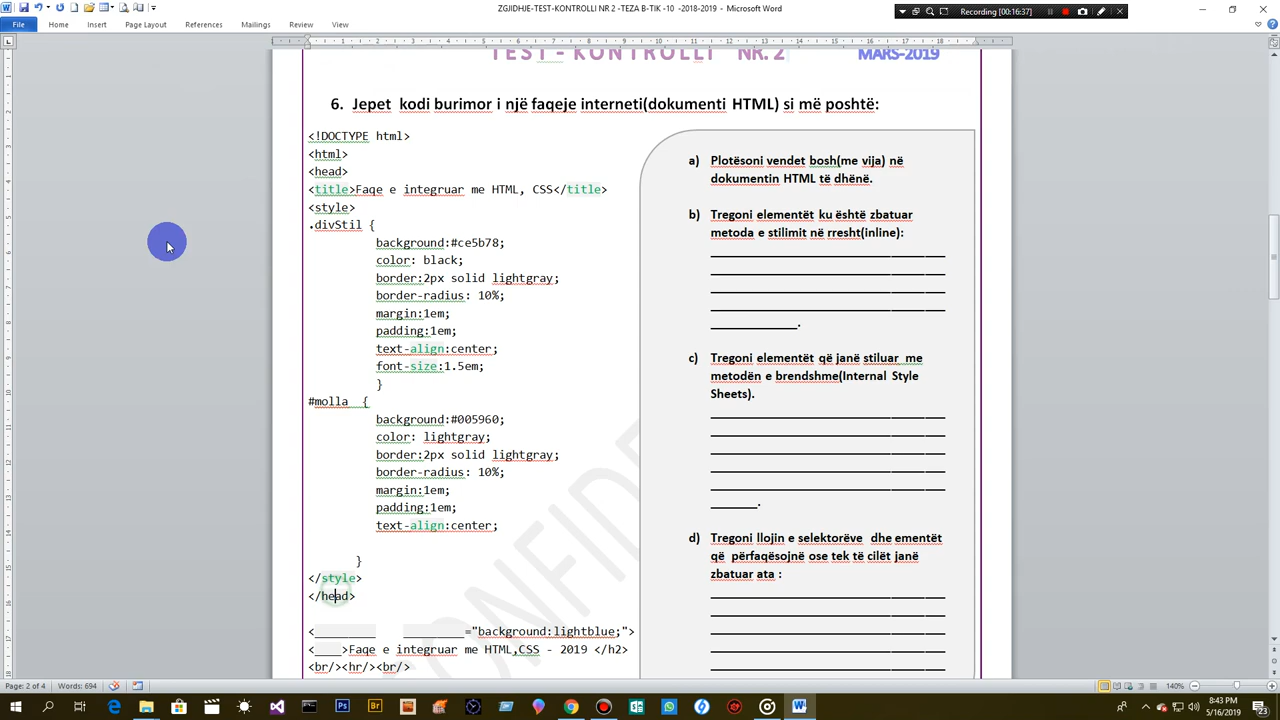 ZGJIDHJE-TEST-KONTROLLI NR 2 -TEZA B-TIK -10 -2018-2019 - Microsoft Word
Recording [00:16:37]
File Home Insert Page Layout References Mailings Review View
TEST - KONTROLLI NR. 2 MARS-2019
6. Jepet kodi burimor i një faqeje interneti(dokumenti HTML) si më poshtë:
<!DOCTYPE html>
<html>
<head>
<title>Faqe e integruar me HTML, CSS</title>
<style>
.divStil {
background:#ce5b78;
color: black;
border:2px solid lightgray;
border-radius: 10%;
margin:1em;
padding:1em;
text-align:center;
font-size:1.5em;
}
#molla {
background:#005960;
color: lightgray;
border:2px solid lightgray;
border-radius: 10%;
margin:1em;
padding:1em;
text-align:center;
}
</style>
</head>
<_________ _________="background:lightblue;">
<____>Faqe e integruar me HTML,CSS - 2019 </h2>
<br/><hr/><br/>
a) Plotësoni vendet bosh(me vija) në
dokumentin HTML të dhënë.
b) Tregoni elementët ku është zbatuar
metoda e stilimit në rresht(inline):
c) Tregoni elementët që janë stiluar me
metodën e brendshme(Internal Style
Sheets).
d) Tregoni llojin e selektorëve dhe ementët
që përfaqësojnë ose tek të cilët janë
zbatuar ata :
Page: 2 of 4 Words: 694
140%
8:43 PM
5/16/2019